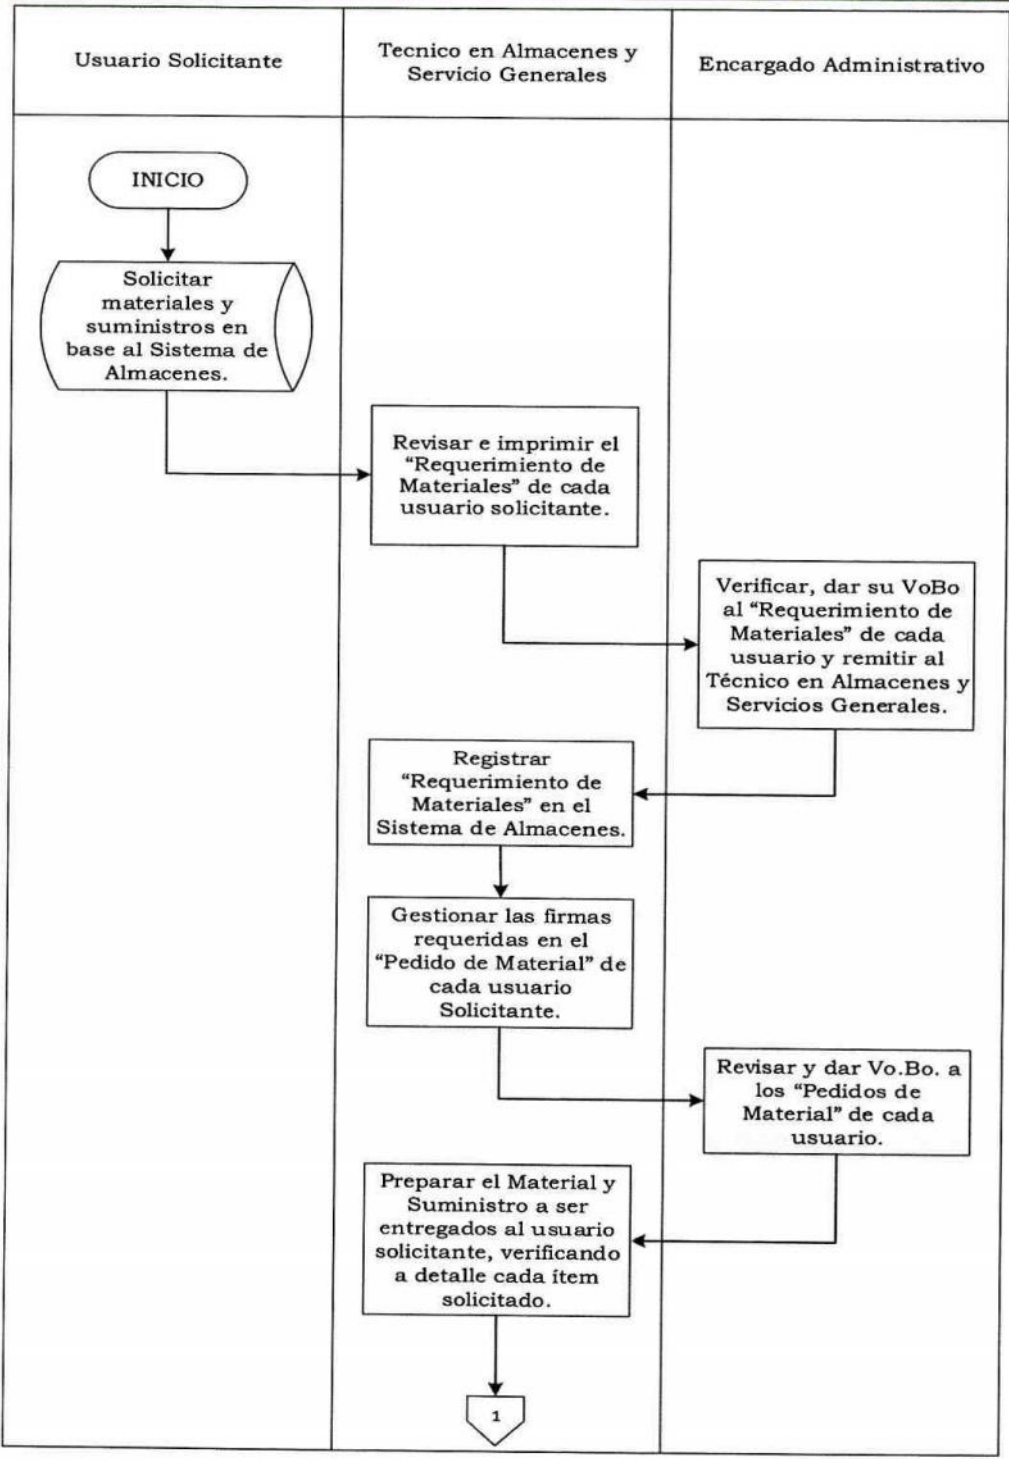 Usuario Solicitante
Tecnico en Almacenes y
Servicio Generales
Encargado Administrativo
INICIO
Solicitar
materiales y
suministros en
base al Sistema de
Almacenes.
Revisar e imprimir el
“Requerimiento de
Materiales” de cada
usuario solicitante.
Verificar, dar su VoBo
al “Requerimiento de
Materiales” de cada
usuario y remitir al
Técnico en Almacenes y
Servicios Generales.
Registrar
“Requerimiento de
Materiales” en el
Sistema de Almacenes.
Gestionar las firmas
requeridas en el
“Pedido de Material” de
cada usuario
Solicitante.
Revisar y dar Vo.Bo. a
los “Pedidos de
Material” de cada
usuario.
Preparar el Material y
Suministro a ser
entregados al usuario
solicitante, verificando
a detalle cada ítem
solicitado.
1